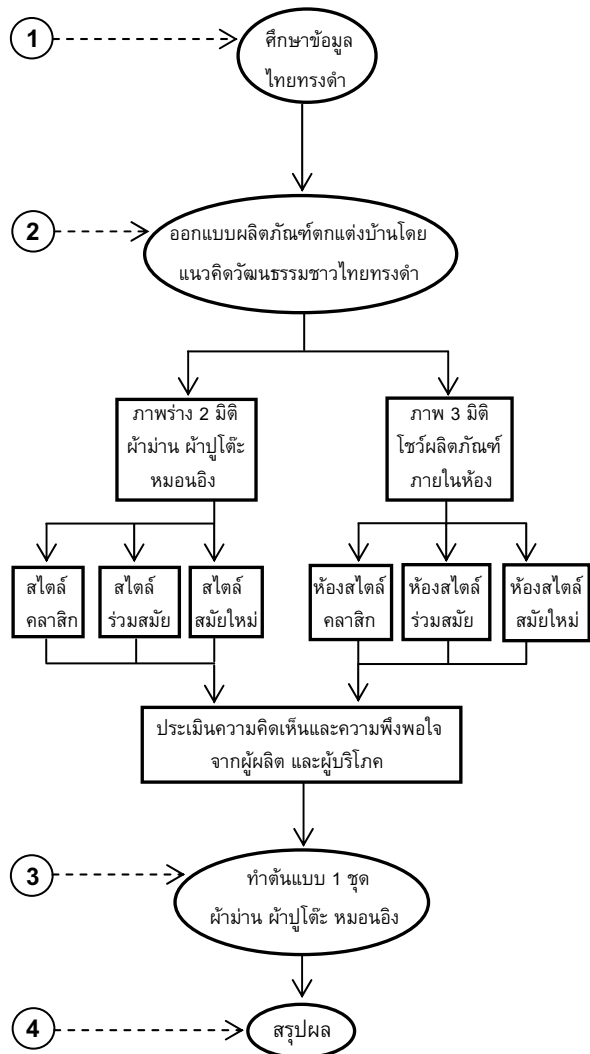 1
ศึกษาข้อมูล
ไทยทรงดำ
2
ออกแบบผลิตภัณฑ์ตกแต่งบ้านโดย
แนวคิดวัฒนธรรมชาวไทยทรงดำ
ภาพร่าง 2 มิติ
ผ้าม่าน ผ้าปูโต๊ะ
หมอนอิง
ภาพ 3 มิติ
โชว์ผลิตภัณฑ์
ภายในห้อง
สไตล์
คลาสิก
สไตล์
ร่วมสมัย
สไตล์
สมัยใหม่
ห้องสไตล์
คลาสิก
ห้องสไตล์
ร่วมสมัย
ห้องสไตล์
สมัยใหม่
ประเมินความคิดเห็นและความพึงพอใจ
จากผู้ผลิต และผู้บริโภค
3
ทำต้นแบบ 1 ชุด
ผ้าม่าน ผ้าปูโต๊ะ หมอนอิง
4
สรุปผล